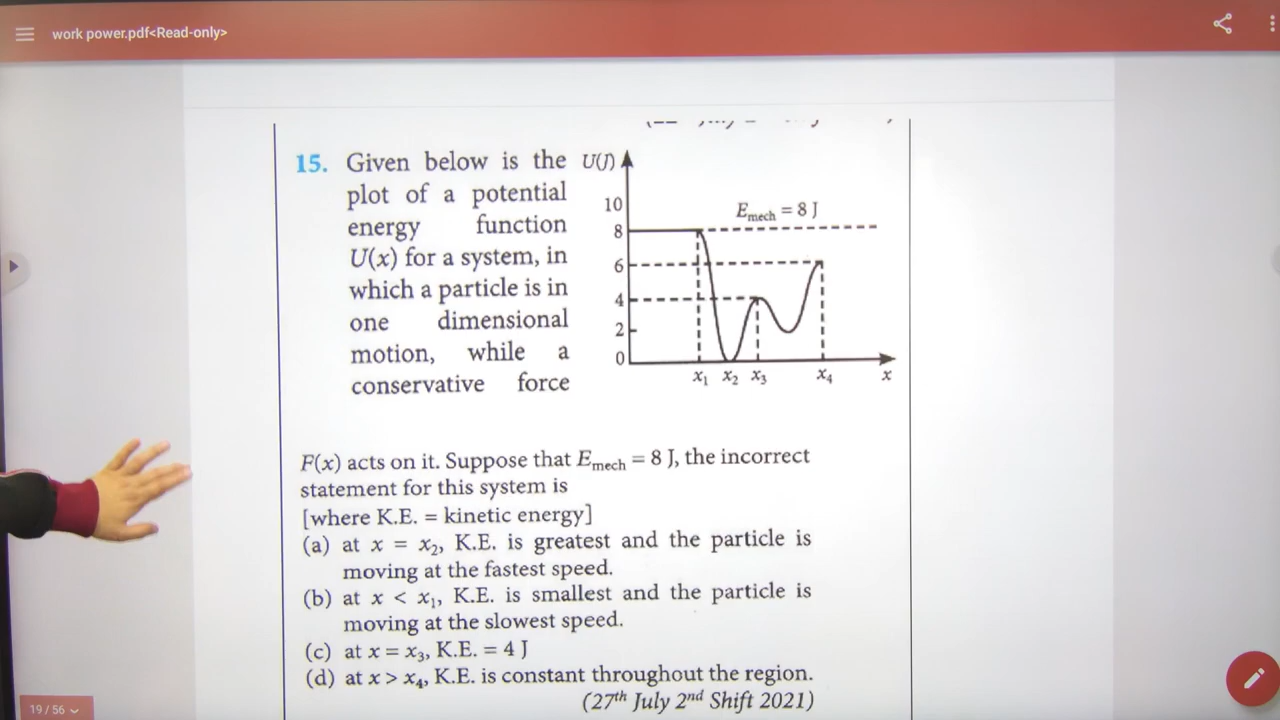 work power.pdf<Read-only>
15. Given below is the
plot of a potential
energy function
U(x) for a system, in
which a particle is in
one dimensional
motion, while a
conservative force
U(J)
10
8
6
4
2
0
Emech = 8 J
x1 x2 x3 x4 x
F(x) acts on it. Suppose that Emech = 8 J, the incorrect
statement for this system is
[where K.E. = kinetic energy]
(a) at x = x2, K.E. is greatest and the particle is
moving at the fastest speed.
(b) at x < x1, K.E. is smallest and the particle is
moving at the slowest speed.
(c) at x = x3, K.E. = 4 J
(d) at x > x4, K.E. is constant throughout the region.
(27th July 2nd Shift 2021)
19 / 56